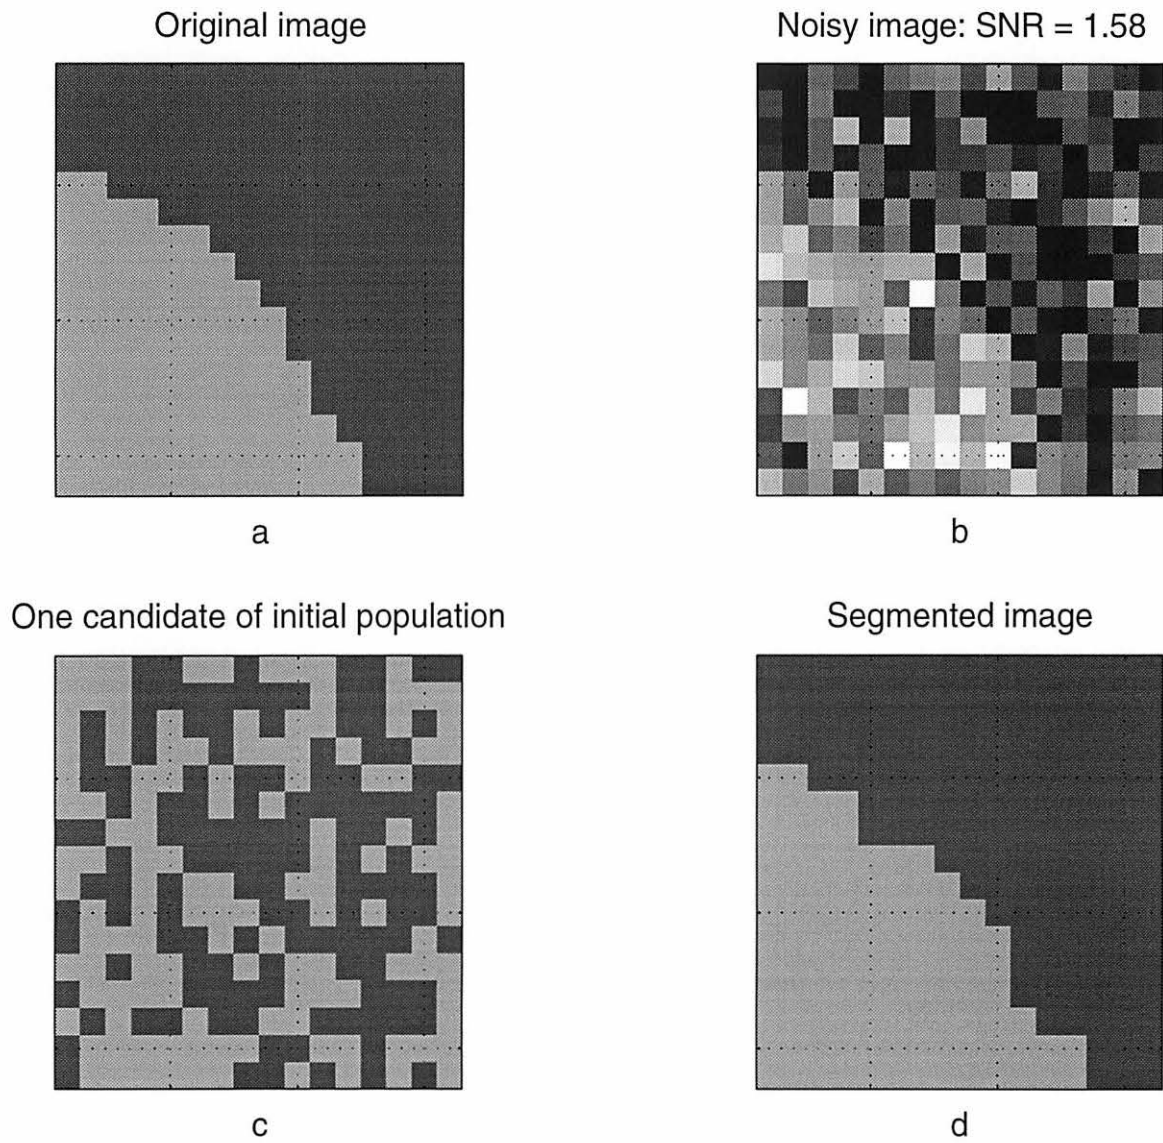 Original image
Noisy image: SNR = 1.58
a
b
One candidate of initial population
Segmented image
c
d